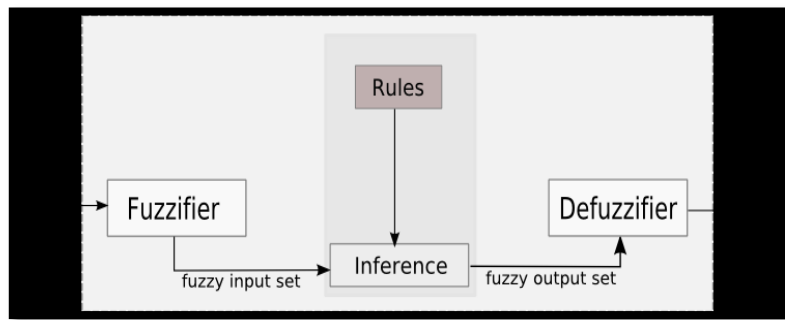 Rules
Fuzzifier
Defuzzifier
Inference
fuzzy input set
fuzzy output set